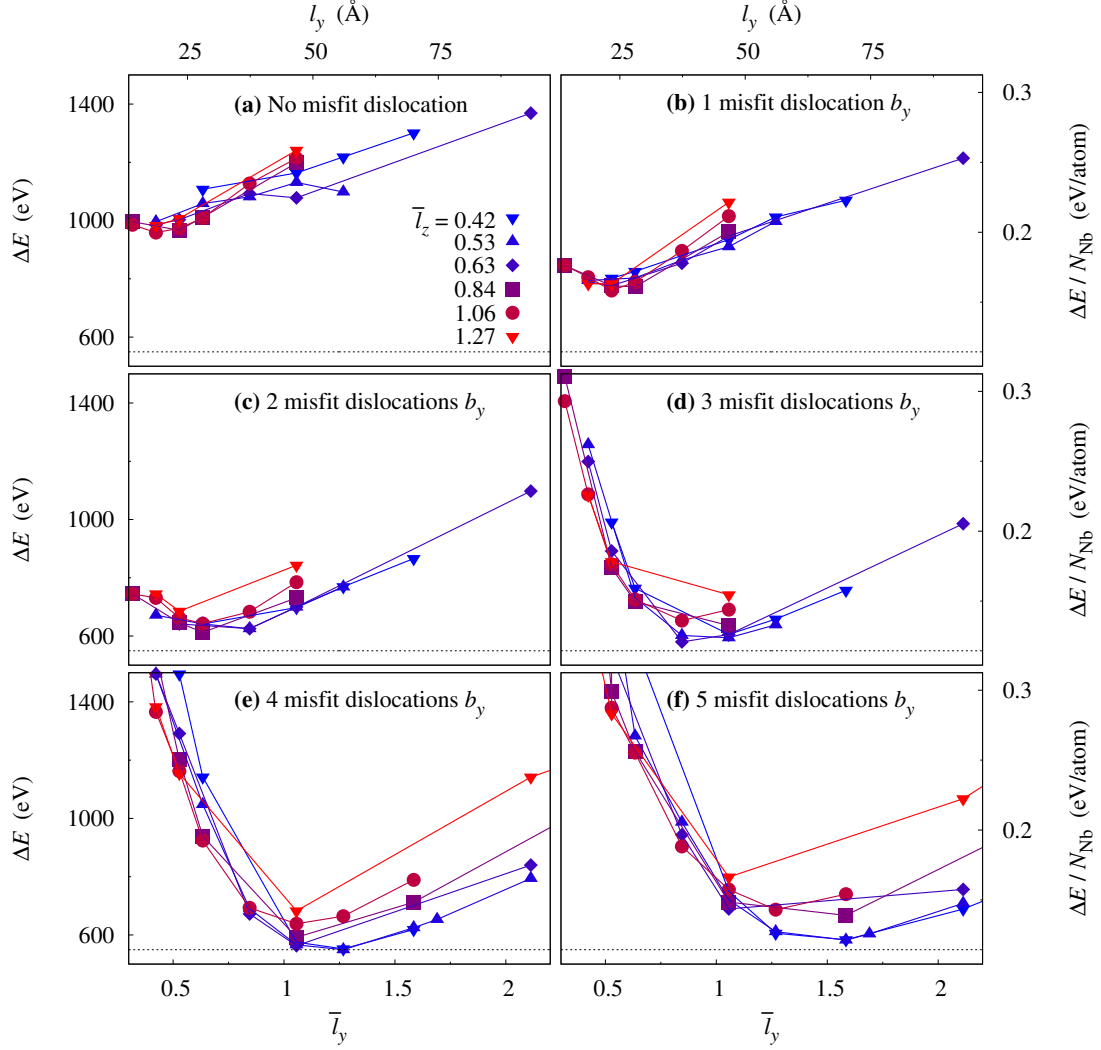 l_y (Å) l_y (Å)
25 50 75 25 50 75
1400 (a) No misfit dislocation (b) 1 misfit dislocation b_y 0.3
ΔE (eV) 1000 0.2 ΔE / N_Nb (eV/atom)
l̅_z = 0.42
0.53
0.63
0.84
1.06
600 1.27
1400 (c) 2 misfit dislocations b_y (d) 3 misfit dislocations b_y 0.3
ΔE (eV) 1000 0.2 ΔE / N_Nb (eV/atom)
600
1400 (e) 4 misfit dislocations b_y (f) 5 misfit dislocations b_y 0.3
ΔE (eV) 1000 0.2 ΔE / N_Nb (eV/atom)
600
0.5 1 1.5 2 0.5 1 1.5 2
l̅_y l̅_y